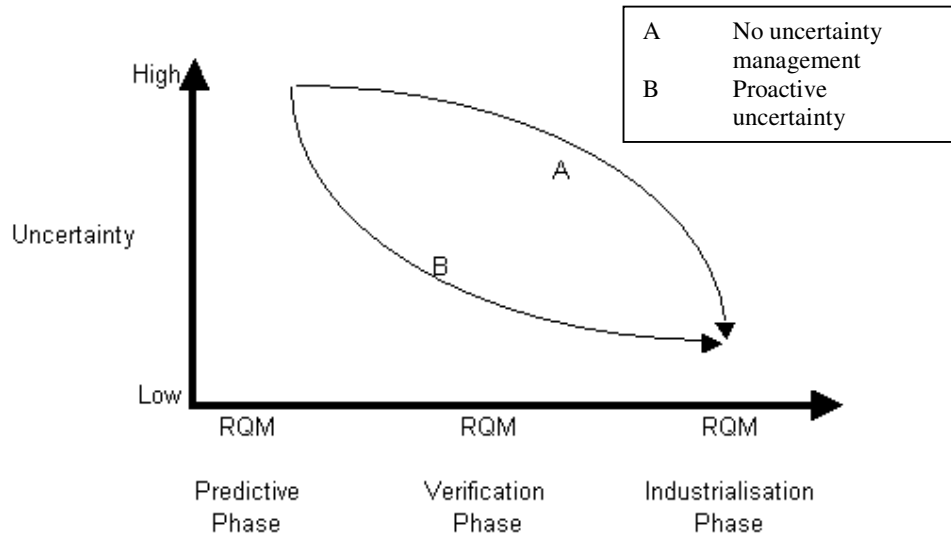 A No uncertainty
management
B Proactive
uncertainty
High
A
Uncertainty
B
Low
RQM RQM RQM
Predictive Verification Industrialisation
Phase Phase Phase